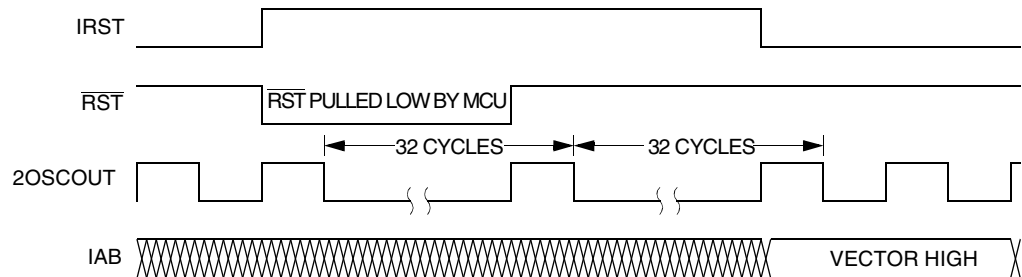 IRST
RST
RST PULLED LOW BY MCU
32 CYCLES
32 CYCLES
2OSCOUT
IAB
VECTOR HIGH